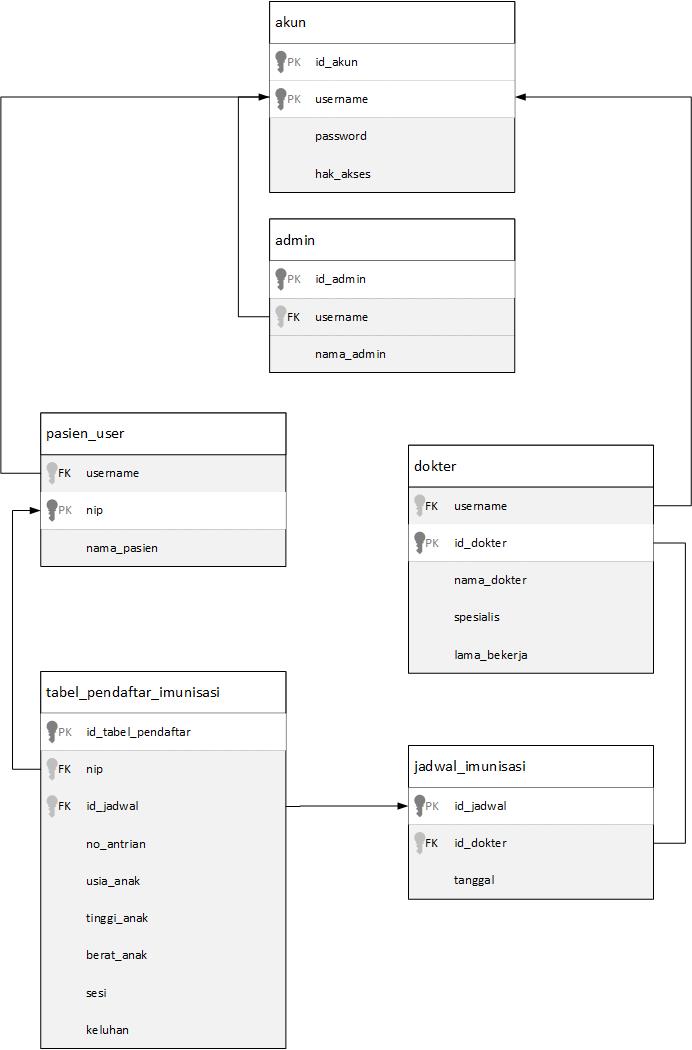 akun
PK id_akun
PK username
password
hak_akses
admin
PK id_admin
FK username
nama_admin
pasien_user
FK username
PK nip
nama_pasien
dokter
FK username
PK id_dokter
nama_dokter
spesialis
lama_bekerja
tabel_pendaftar_imunisasi
PK id_tabel_pendaftar
FK nip
FK id_jadwal
no_antrian
usia_anak
tinggi_anak
berat_anak
sesi
keluhan
jadwal_imunisasi
PK id_jadwal
FK id_dokter
tanggal